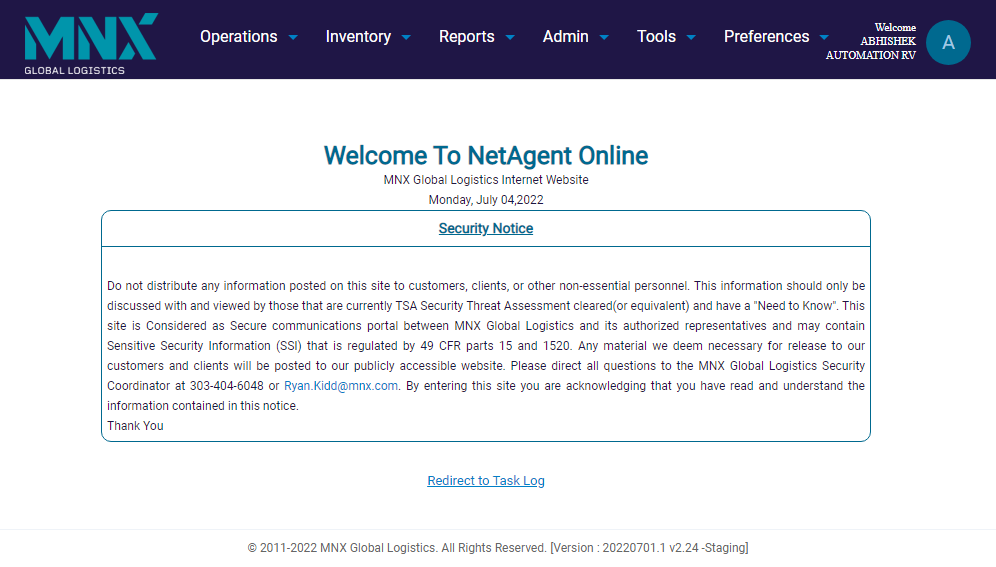 MNX
GLOBAL LOGISTICS
Operations
Inventory
Reports
Admin
Tools
Preferences
Welcome
ABHISHEK
AUTOMATION RV
A
Welcome To NetAgent Online
MNX Global Logistics Internet Website
Monday, July 04,2022
Security Notice
Do not distribute any information posted on this site to customers, clients, or other non-essential personnel. This information should only be
discussed with and viewed by those that are currently TSA Security Threat Assessment cleared(or equivalent) and have a "Need to Know". This
site is Considered as Secure communications portal between MNX Global Logistics and its authorized representatives and may contain
Sensitive Security Information (SSI) that is regulated by 49 CFR parts 15 and 1520. Any material we deem necessary for release to our
customers and clients will be posted to our publicly accessible website. Please direct all questions to the MNX Global Logistics Security
Coordinator at 303-404-6048 or Ryan.Kidd@mnx.com. By entering this site you are acknowledging that you have read and understand the
information contained in this notice.
Thank You
Redirect to Task Log
© 2011-2022 MNX Global Logistics. All Rights Reserved. [Version : 20220701.1 v2.24 -Staging]